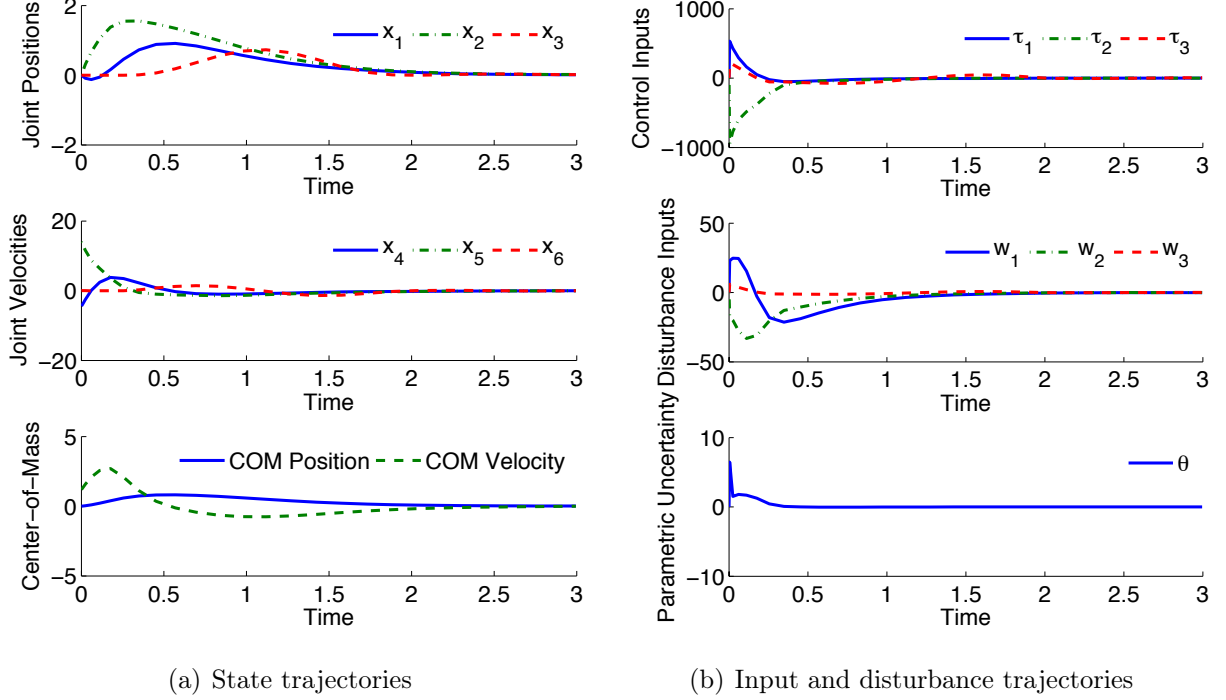 Joint Positions
2
0
−2
x1 x2 x3
0 0.5 1 1.5 2 2.5 3
Time
Joint Velocities
20
0
−20
x4 x5 x6
0 0.5 1 1.5 2 2.5 3
Time
Center−of−Mass
5
0
−5
COM Position COM Velocity
0 0.5 1 1.5 2 2.5 3
Time
(a) State trajectories
Control Inputs
1000
0
−1000
τ1 τ2 τ3
0 0.5 1 1.5 2 2.5 3
Time
Disturbance Inputs
50
0
−50
w1 w2 w3
0 0.5 1 1.5 2 2.5 3
Time
Parametric Uncertainty
10
0
−10
θ
0 0.5 1 1.5 2 2.5 3
Time
(b) Input and disturbance trajectories